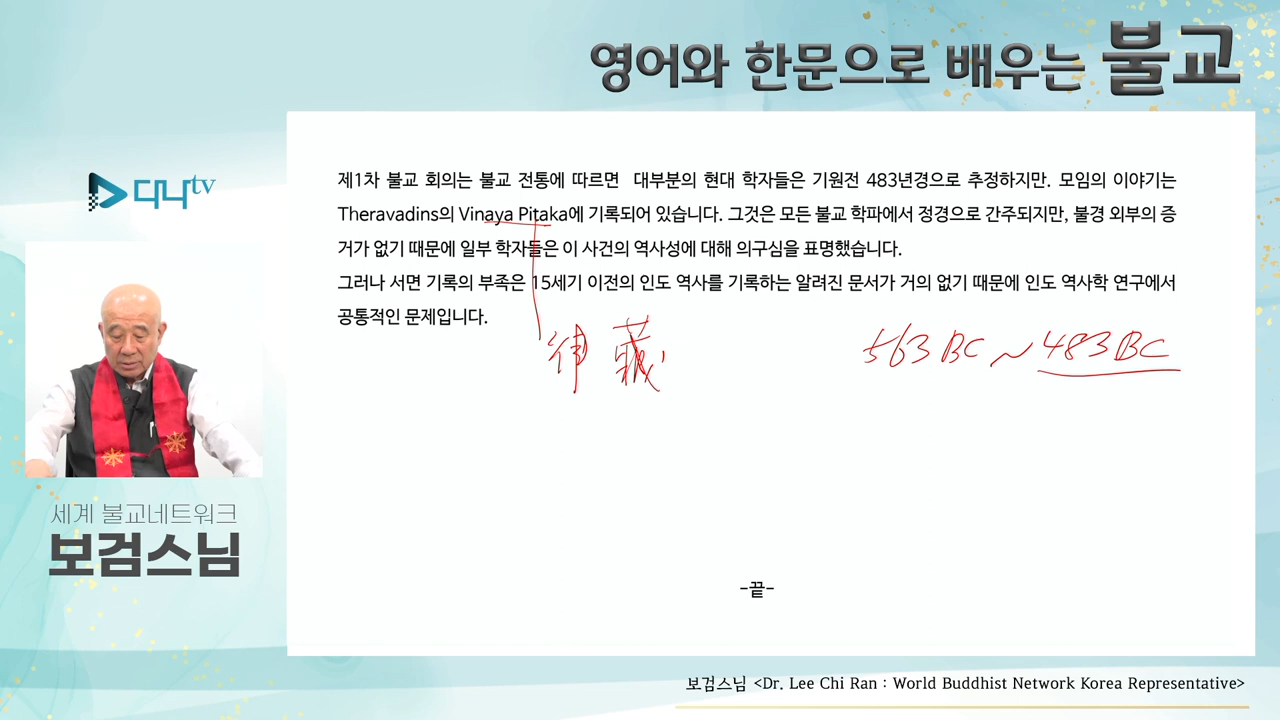 영어와 한문으로 배우는 불교
디나tv
제1차 불교 회의는 불교 전통에 따르면 대부분의 현대 학자들은 기원전 483년경으로 추정하지만. 모임의 이야기는
Theravadins의 Vinaya Pitaka에 기록되어 있습니다. 그것은 모든 불교 학파에서 정경으로 간주되지만, 불경 외부의 증
거가 없기 때문에 일부 학자들은 이 사건의 역사성에 대해 의구심을 표명했습니다.
그러나 서면 기록의 부족은 15세기 이전의 인도 역사를 기록하는 알려진 문서가 거의 없기 때문에 인도 역사학 연구에서
공통적인 문제입니다.
律藏
563 BC ~ 483 BC
-끝-
세계 불교네트워크
보검스님
보검스님 <Dr. Lee Chi Ran : World Buddhist Network Korea Representative>